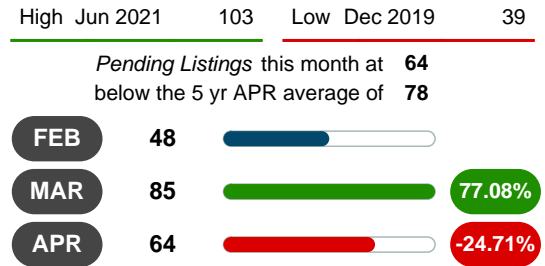 High Jun 2021 103 Low Dec 2019 39
Pending Listings this month at 64
below the 5 yr APR average of 78
FEB 48
MAR 85 77.08%
APR 64 -24.71%